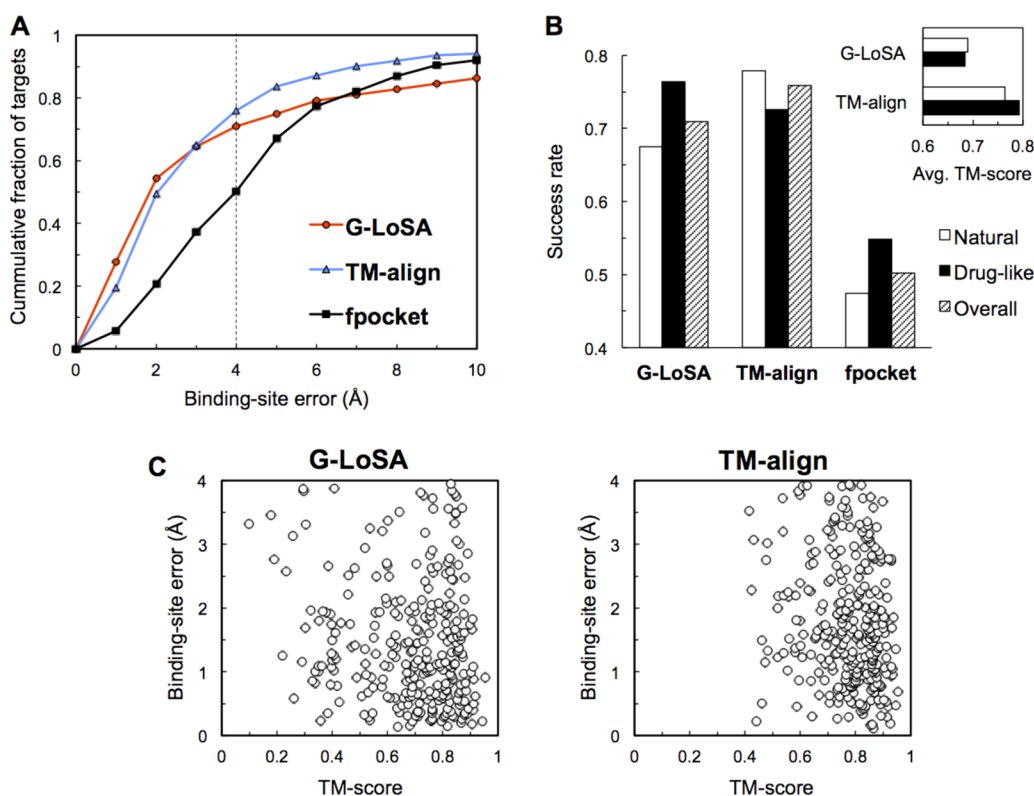 A
Cummulative fraction of targets
1
0.8
0.6
0.4
0.2
0
G-LoSA
TM-align
fpocket
0 2 4 6 8 10
Binding-site error (Å)
B
Success rate
0.8
0.7
0.6
0.5
0.4
G-LoSA TM-align fpocket
G-LoSA
TM-align
0.6 0.7 0.8
Avg. TM-score
Natural
Drug-like
Overall
C
G-LoSA
Binding-site error (Å)
4
3
2
1
0
0 0.2 0.4 0.6 0.8 1
TM-score
TM-align
Binding-site error (Å)
4
3
2
1
0
0 0.2 0.4 0.6 0.8 1
TM-score